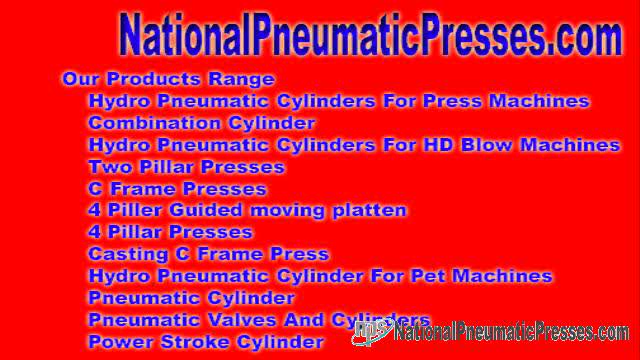 NationalPneumaticPresses.com
Our Products Range
Hydro Pneumatic Cylinders For Press Machines
Combination Cylinder
Hydro Pneumatic Cylinders For HD Blow Machines
Two Pillar Presses
C Frame Presses
4 Piller Guided moving platten
4 Pillar Presses
Casting C Frame Press
Hydro Pneumatic Cylinder For Pet Machines
Pneumatic Cylinder
Pneumatic Valves And Cylinders
NationalPneumaticPresses.com
Power Stroke Cylinder